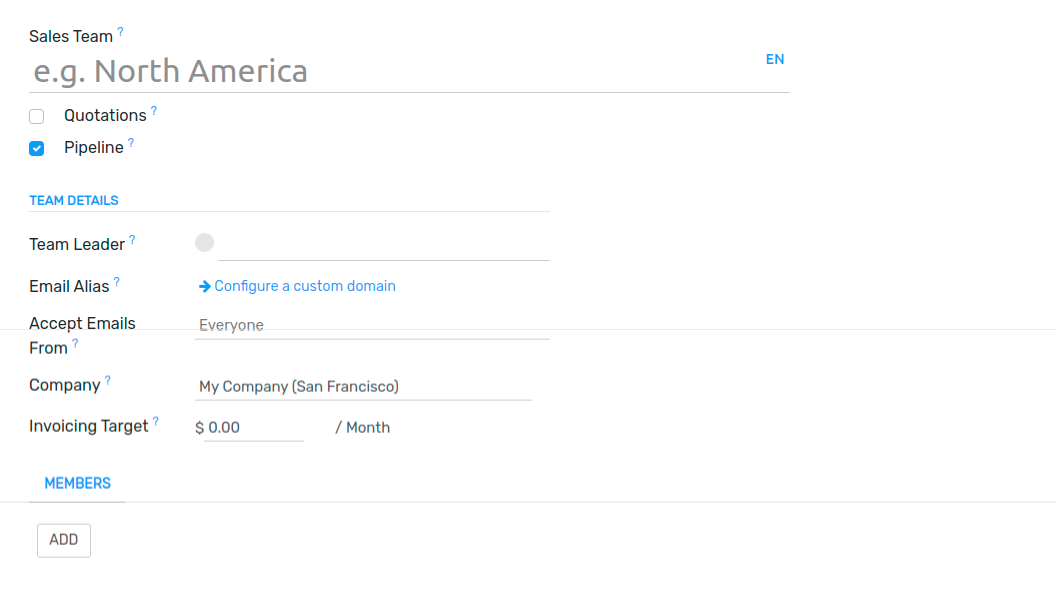 Sales Team ?
e.g. North America
EN
Quotations ?
Pipeline ?
TEAM DETAILS
Team Leader ?
Email Alias ? Configure a custom domain
Accept Emails From ? Everyone
Company ? My Company (San Francisco)
Invoicing Target ? $ 0.00 / Month
MEMBERS
ADD